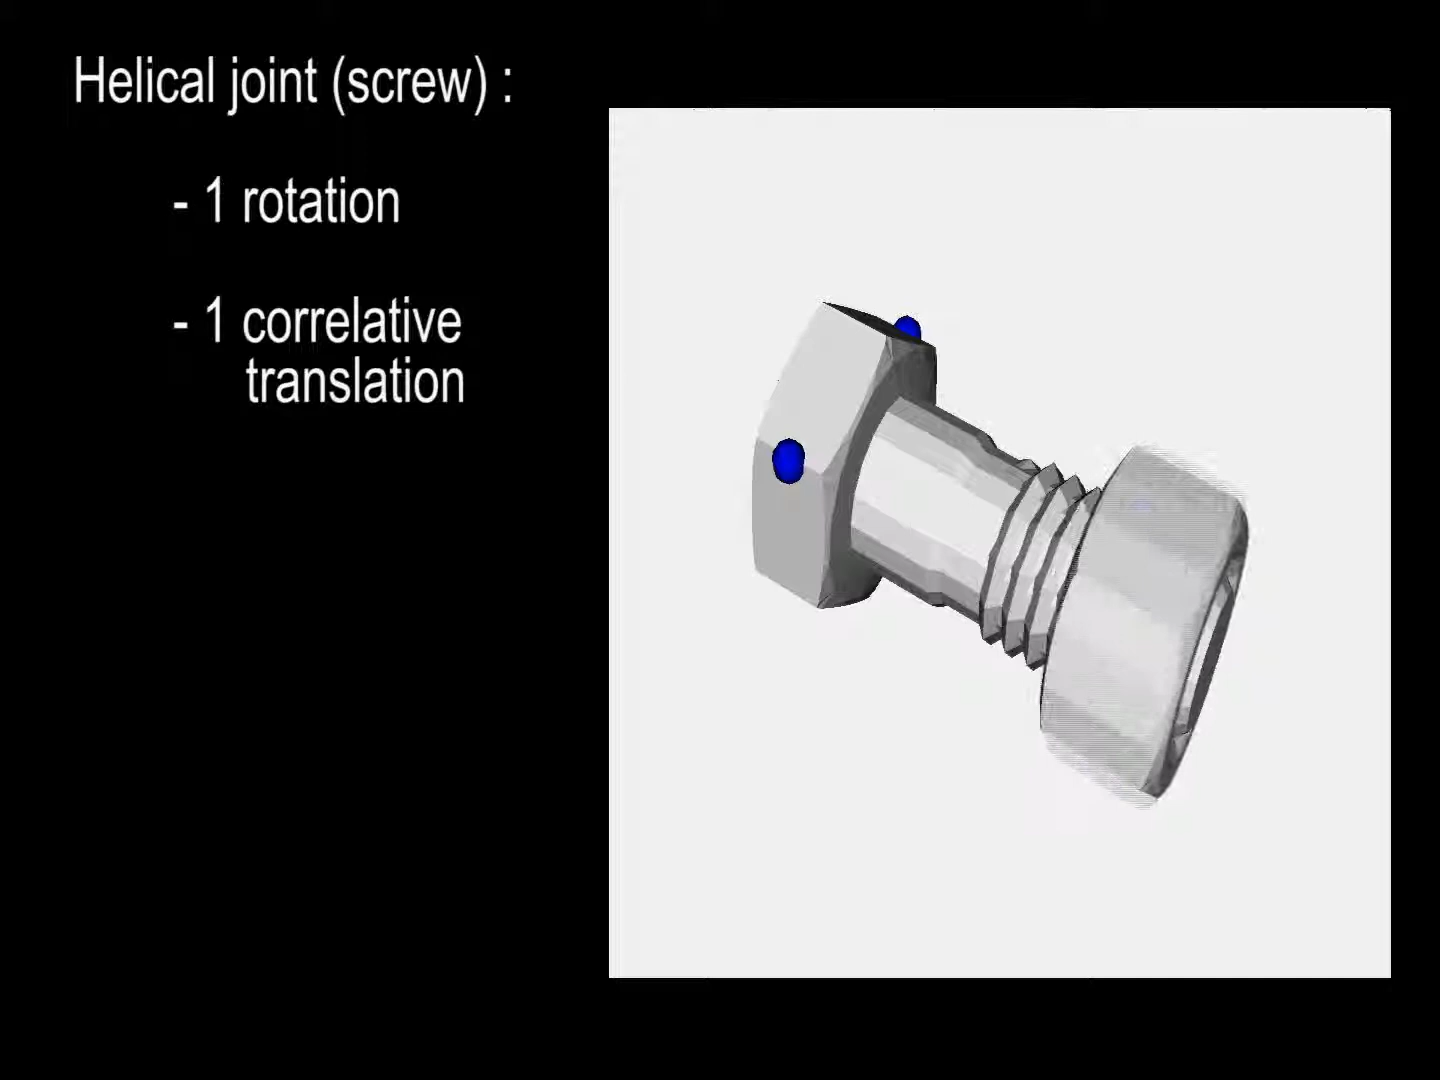 Helical joint (screw) :
- 1 rotation
- 1 correlative
translation